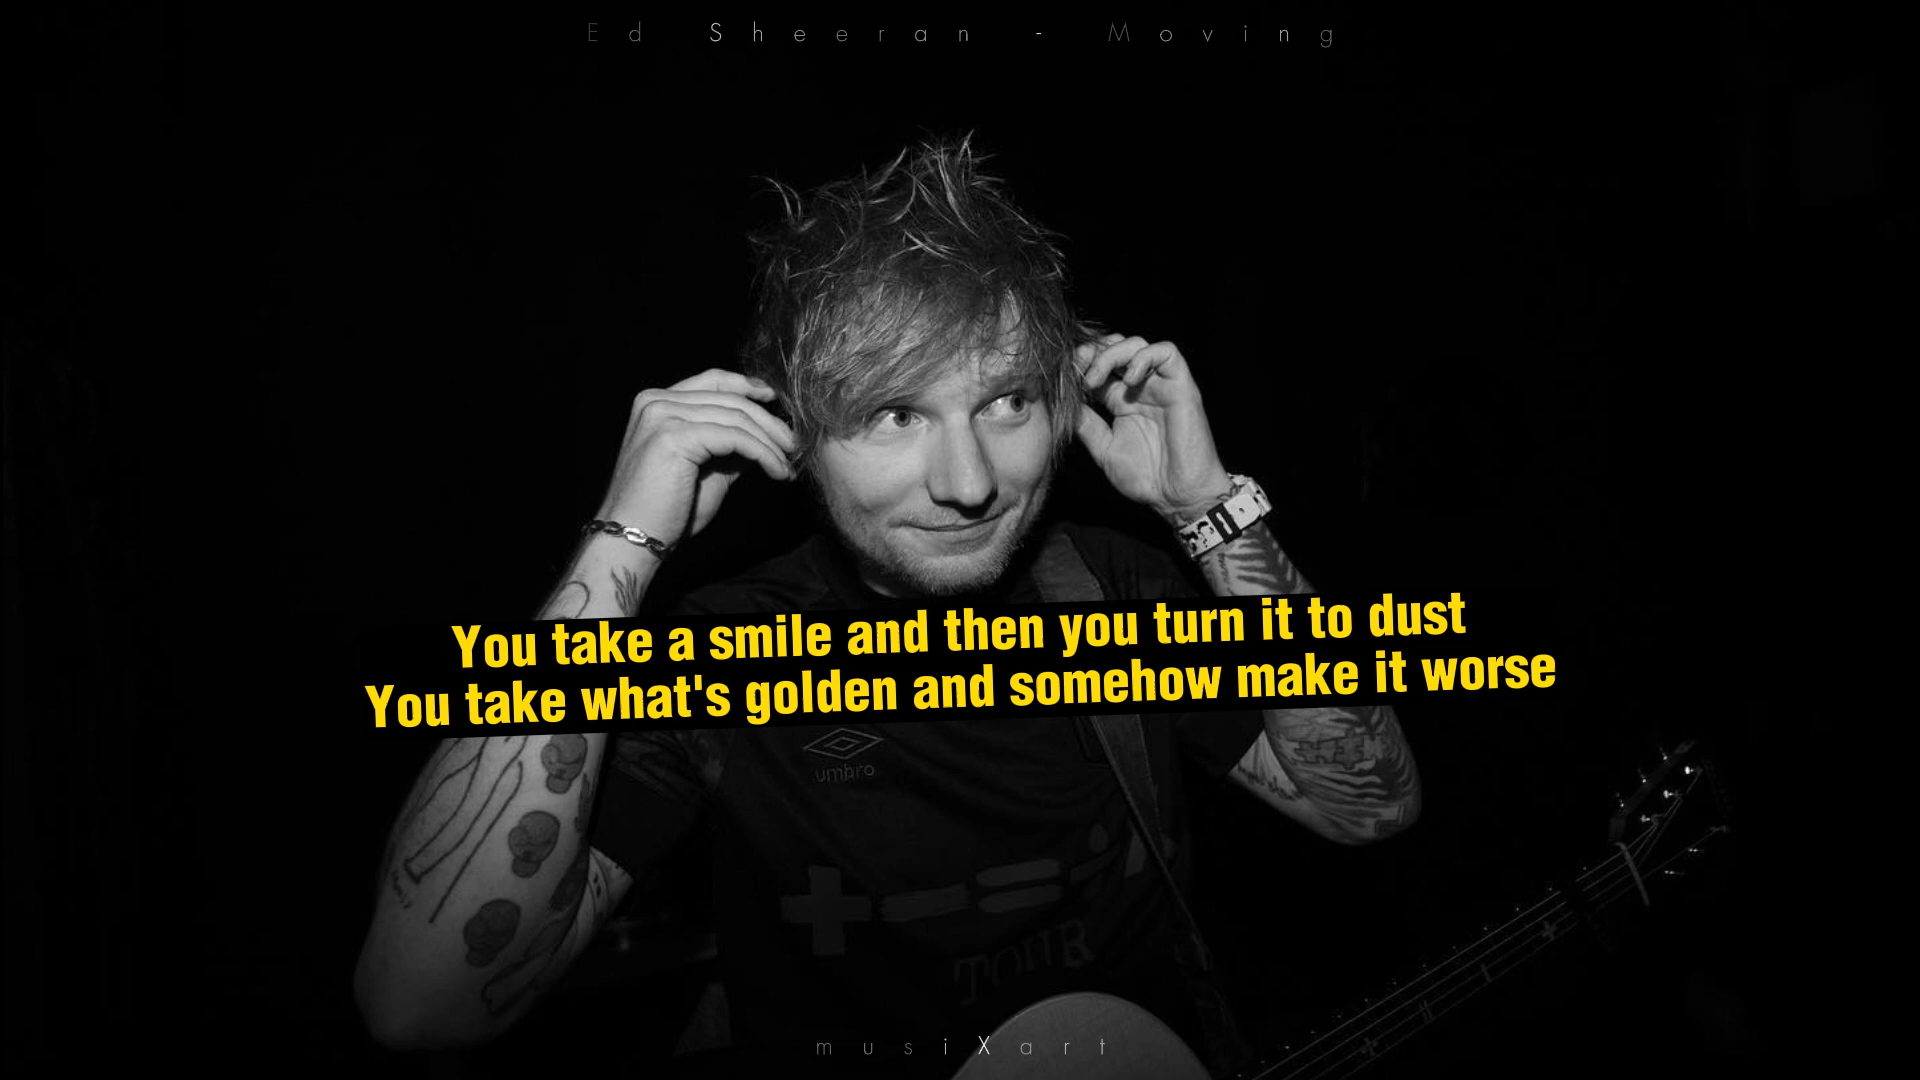 Ed Sheeran - Moving
You take a smile and then you turn it to dust
You take what's golden and somehow make it worse
umbro
TOUR
musiXart